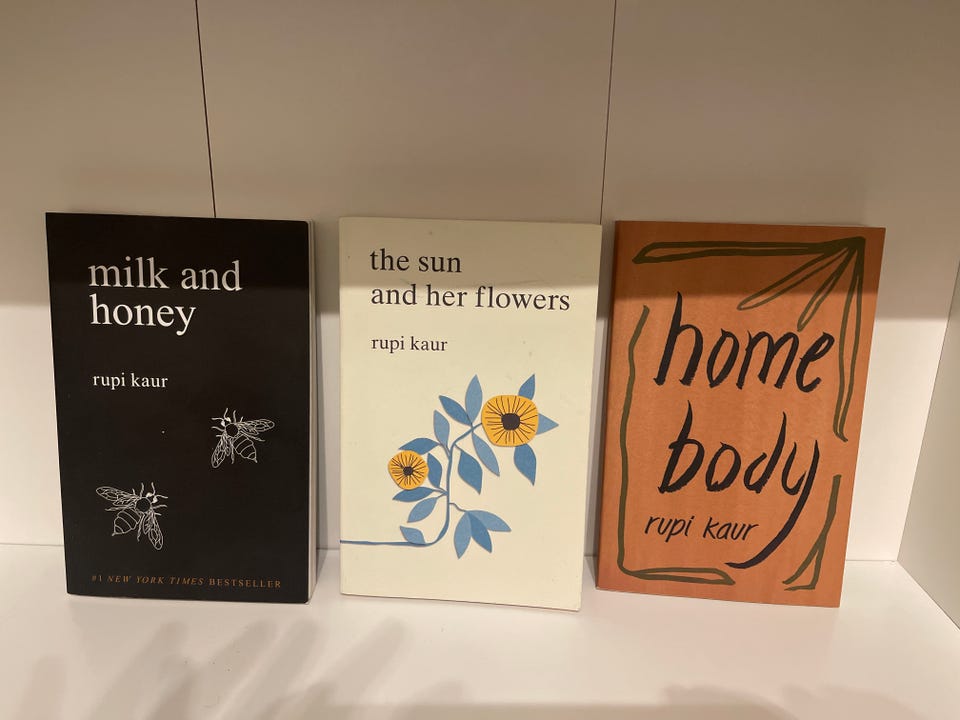 milk and
honey
rupi kaur
#1 NEW YORK TIMES BESTSELLER
the sun
and her flowers
rupi kaur
home
body
rupi kaur